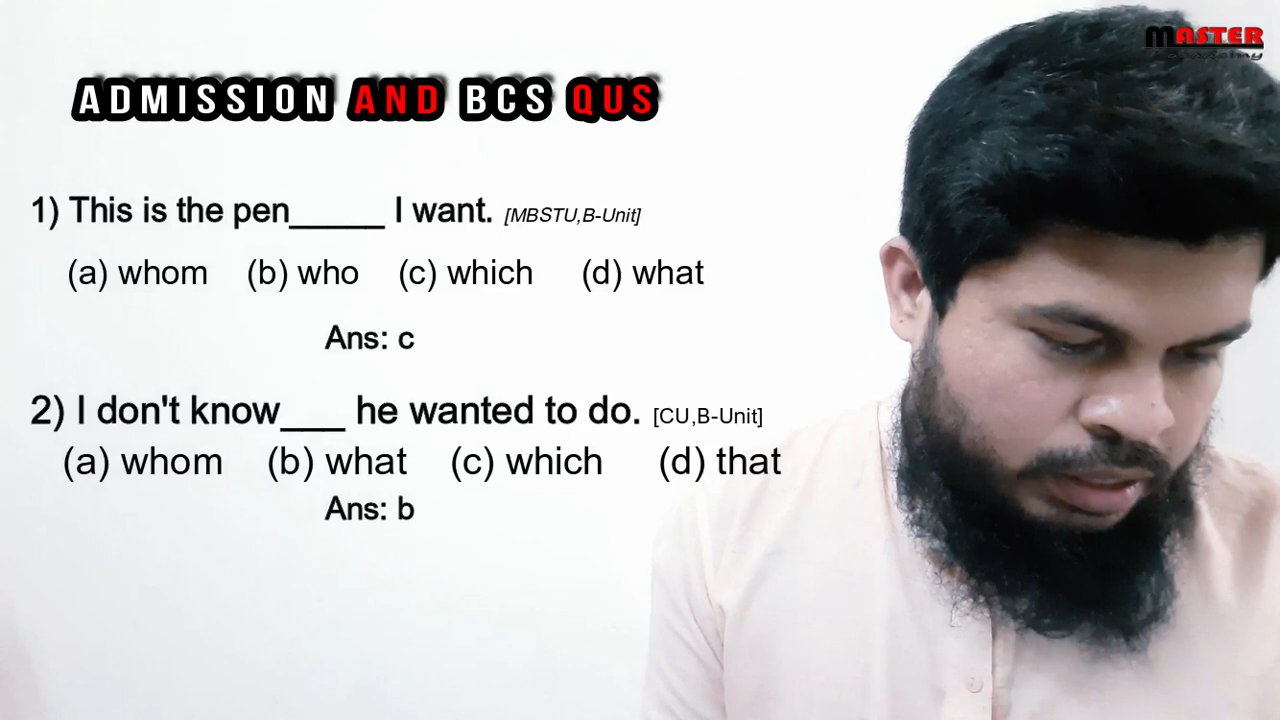 MASTER
Academy
ADMISSION AND BCS QUS
1) This is the pen_____ I want. [MBSTU,B-Unit]
(a) whom (b) who (c) which (d) what
Ans: c
2) I don't know___ he wanted to do. [CU,B-Unit]
(a) whom (b) what (c) which (d) that
Ans: b